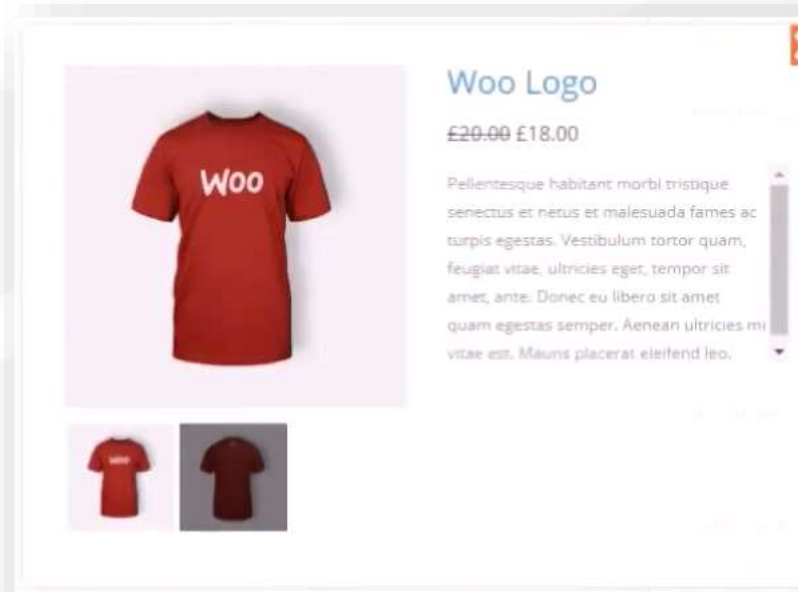 Woo
Woo Logo
£20.00 £18.00
Pellentesque habitant morbi tristique
senectus et netus et malesuada fames ac
turpis egestas. Vestibulum tortor quam,
feugiat vitae, ultricies eget, tempor sit
amet, ante. Donec eu libero sit amet
quam egestas semper. Aenean ultricies mi
vitae est. Mauris placerat eleifend leo.
Woo